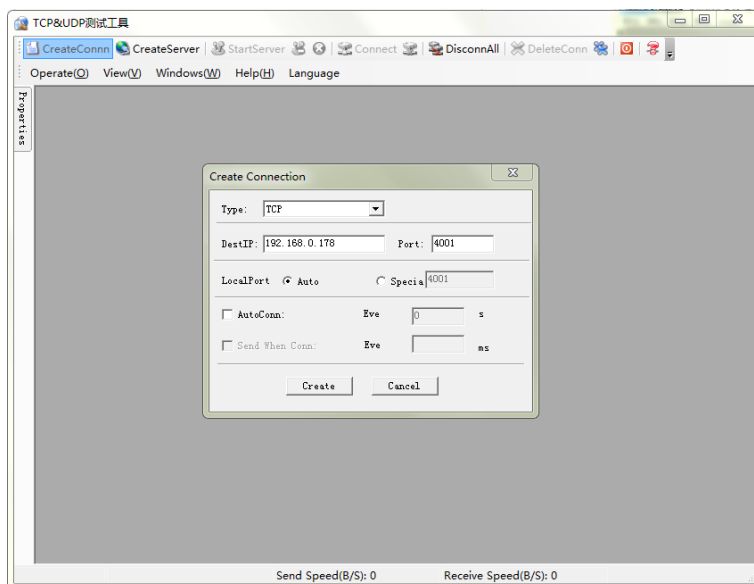 TCP&UDP测试工具
CreateConnn CreateServer StartServer Connect DisconnAll DeleteConn
Operate(O) View(V) Windows(W) Help(H) Language
Properties
Create Connection
Type: TCP
DestIP: 192.168.0.178 Port: 4001
LocalPort Auto Specia 4001
AutoConn: Eve 0 s
Send When Conn: Eve ms
Create Cancel
Send Speed(B/S): 0 Receive Speed(B/S): 0